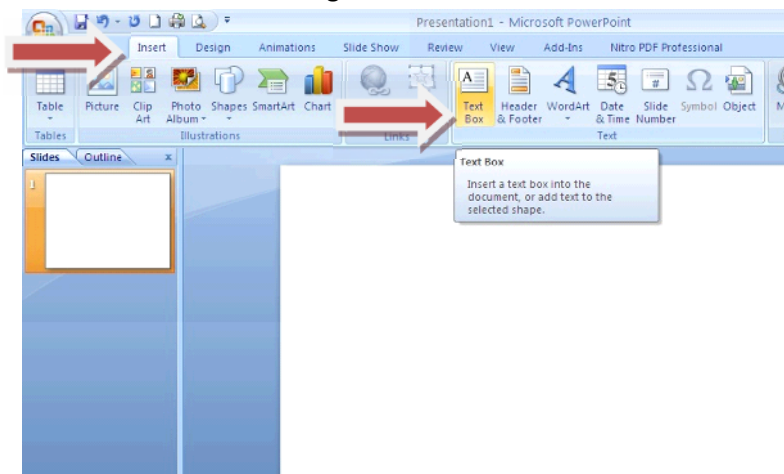 Presentation1 - Microsoft PowerPoint
Insert Design Animations Slide Show Review View Add-Ins Nitro PDF Professional
Table Picture Clip Art Photo Album Shapes SmartArt Chart Text Box Header & Footer WordArt Date & Time Slide Number Symbol Object
Tables Illustrations Links Text
Slides Outline x
Text Box
1
Insert a text box into the
document, or add text to the
selected shape.